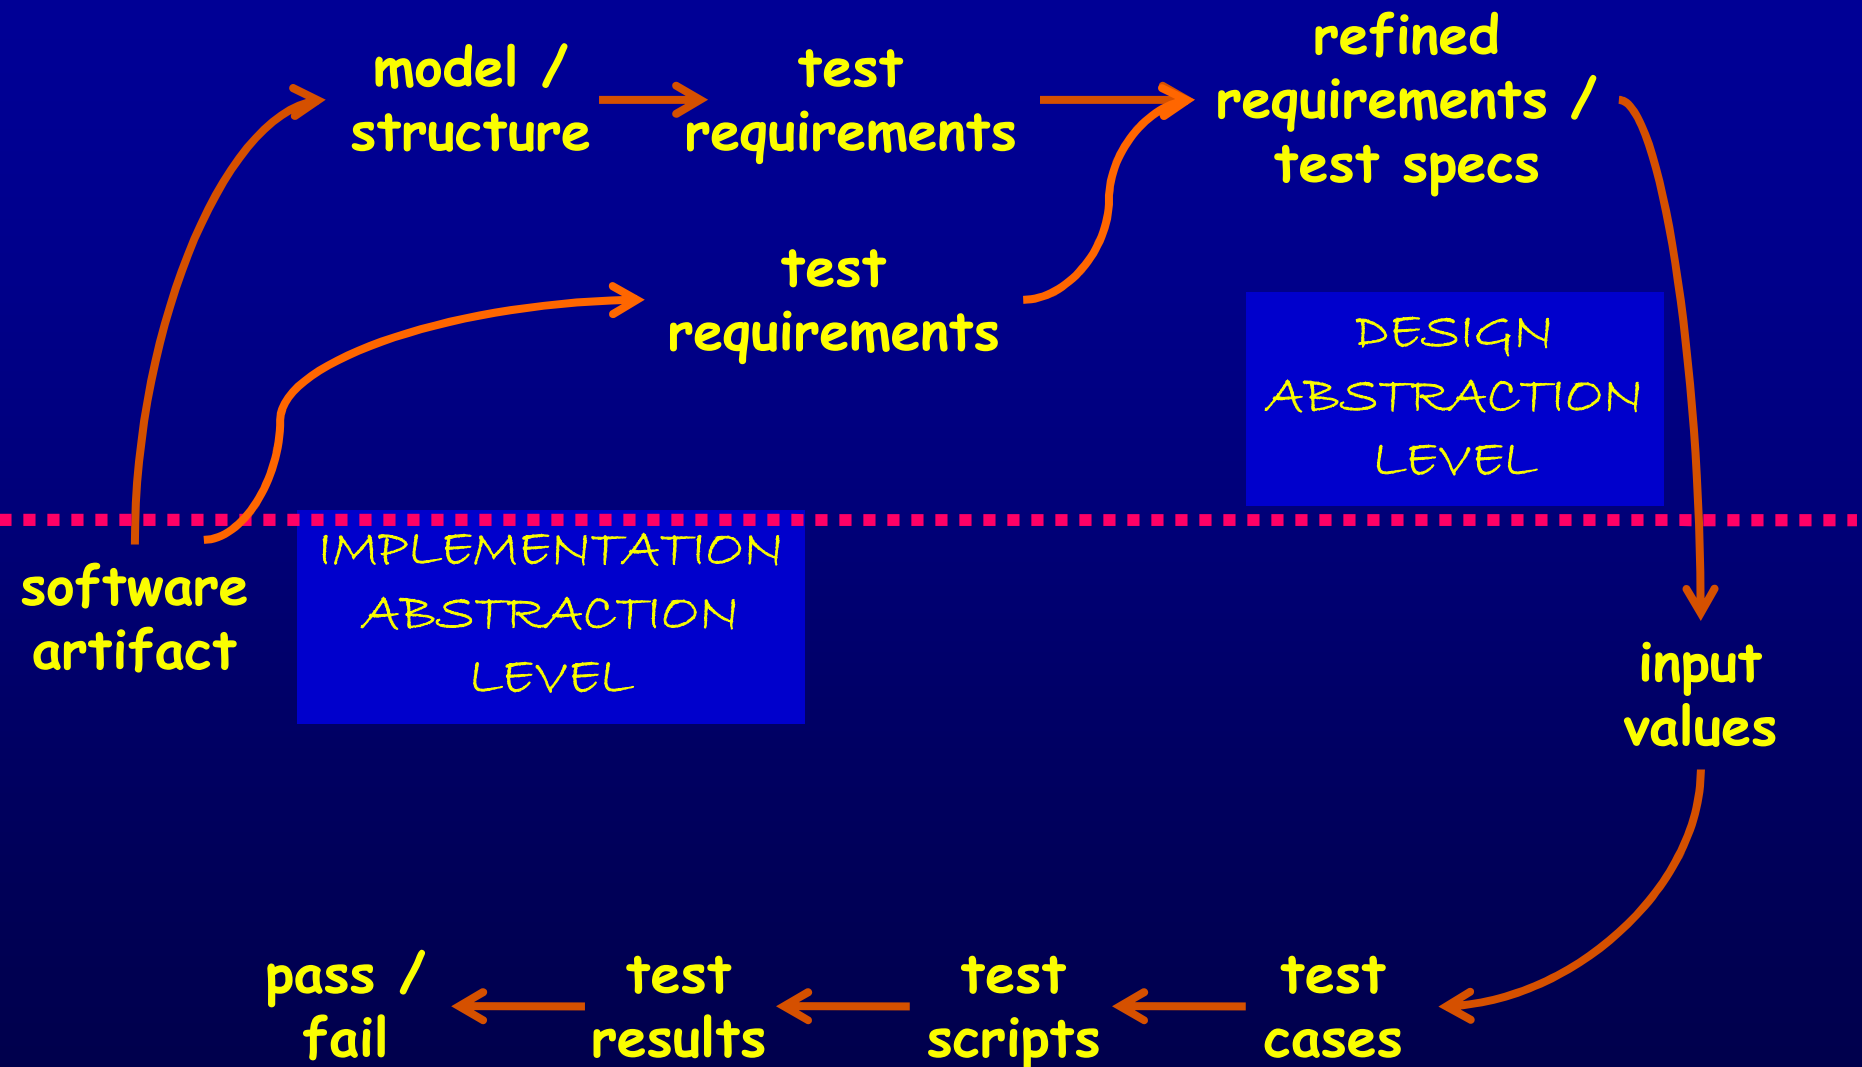 model /
structure
test
requirements
refined
requirements /
test specs
test
requirements
DESIGN
ABSTRACTION
LEVEL
IMPLEMENTATION
ABSTRACTION
LEVEL
software
artifact
input
values
pass /
fail
test
results
test
scripts
test
cases